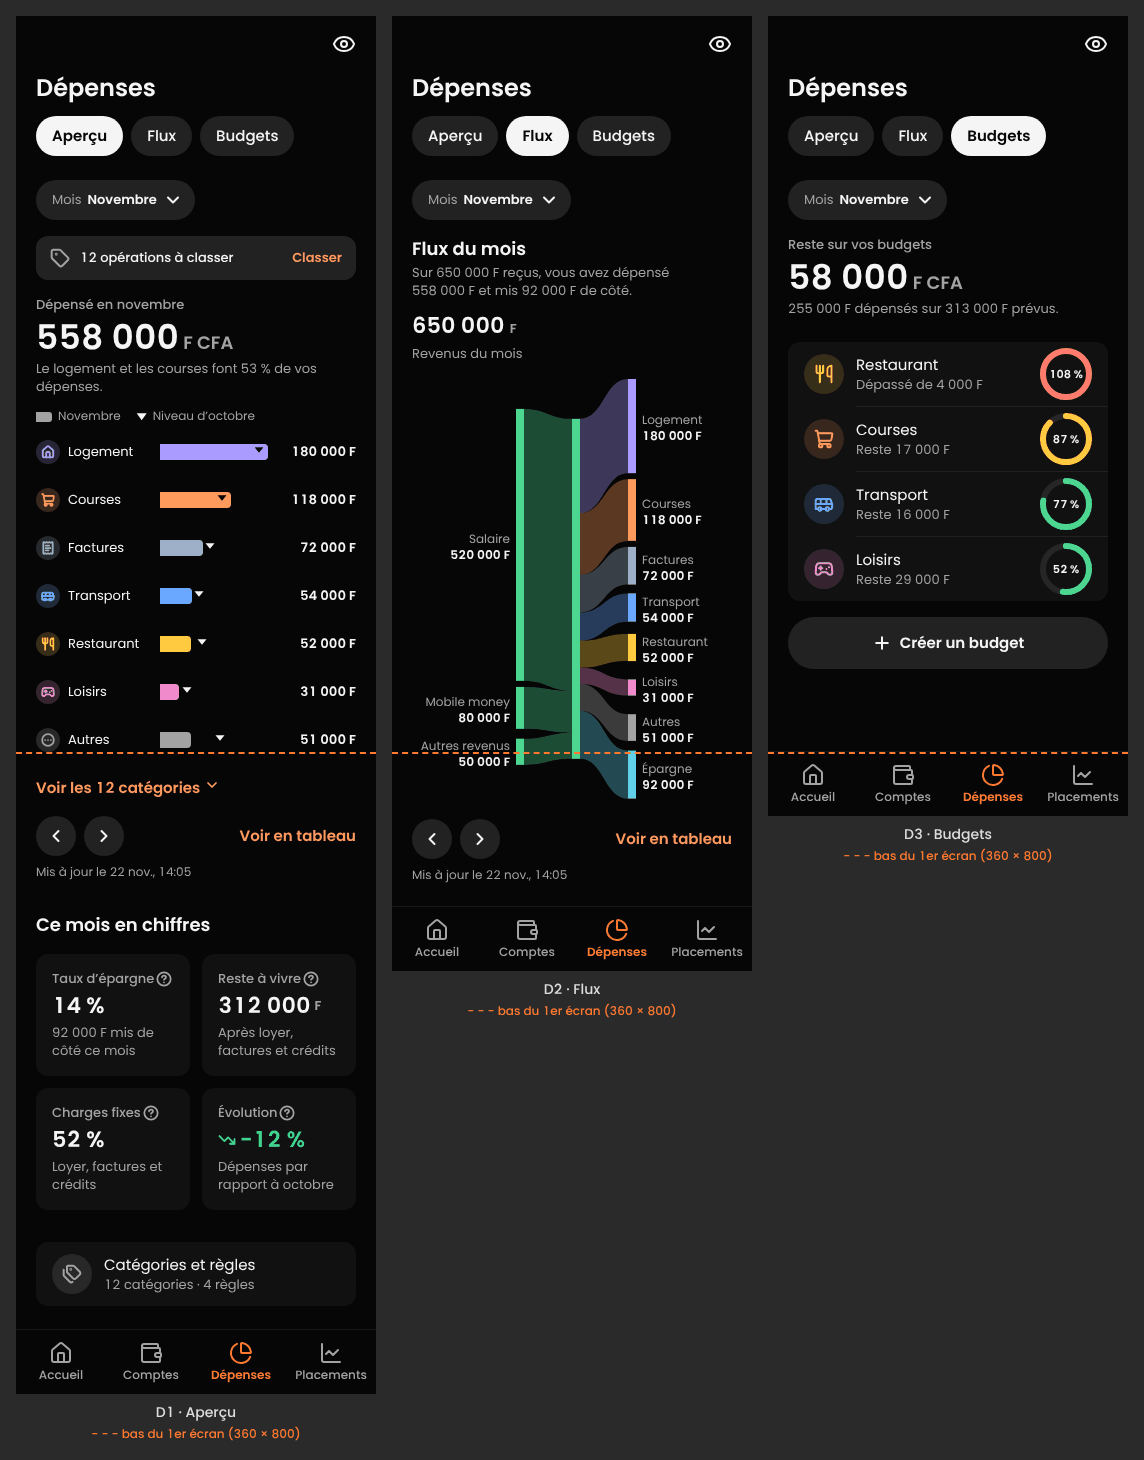 Dépenses
Aperçu
Flux
Budgets
Mois Novembre
12 opérations à classer
Classer
Dépensé en novembre
558 000 F CFA
Le logement et les courses font 53 % de vos
dépenses.
Novembre
Niveau d’octobre
Logement
180 000 F
Courses
118 000 F
Factures
72 000 F
Transport
54 000 F
Restaurant
52 000 F
Loisirs
31 000 F
Autres
51 000 F
Voir les 12 catégories
Voir en tableau
Mis à jour le 22 nov., 14:05
Ce mois en chiffres
Taux d’épargne
14 %
92 000 F mis de
côté ce mois
Reste à vivre
312 000 F
Après loyer,
factures et crédits
Charges fixes
52 %
Loyer, factures et
crédits
Évolution
−12 %
Dépenses par
rapport à octobre
Catégories et règles
12 catégories · 4 règles
Accueil
Comptes
Dépenses
Placements
D1 · Aperçu
- - - bas du 1er écran (360 × 800)
Dépenses
Aperçu
Flux
Budgets
Mois Novembre
Flux du mois
Sur 650 000 F reçus, vous avez dépensé
558 000 F et mis 92 000 F de côté.
650 000 F
Revenus du mois
Salaire
520 000 F
Mobile money
80 000 F
Autres revenus
50 000 F
Logement
180 000 F
Courses
118 000 F
Factures
72 000 F
Transport
54 000 F
Restaurant
52 000 F
Loisirs
31 000 F
Autres
51 000 F
Épargne
92 000 F
Voir en tableau
Mis à jour le 22 nov., 14:05
Accueil
Comptes
Dépenses
Placements
D2 · Flux
- - - bas du 1er écran (360 × 800)
Dépenses
Aperçu
Flux
Budgets
Mois Novembre
Reste sur vos budgets
58 000 F CFA
255 000 F dépensés sur 313 000 F prévus.
Restaurant
Dépassé de 4 000 F
108 %
Courses
Reste 17 000 F
87 %
Transport
Reste 16 000 F
77 %
Loisirs
Reste 29 000 F
52 %
Créer un budget
Accueil
Comptes
Dépenses
Placements
D3 · Budgets
- - - bas du 1er écran (360 × 800)